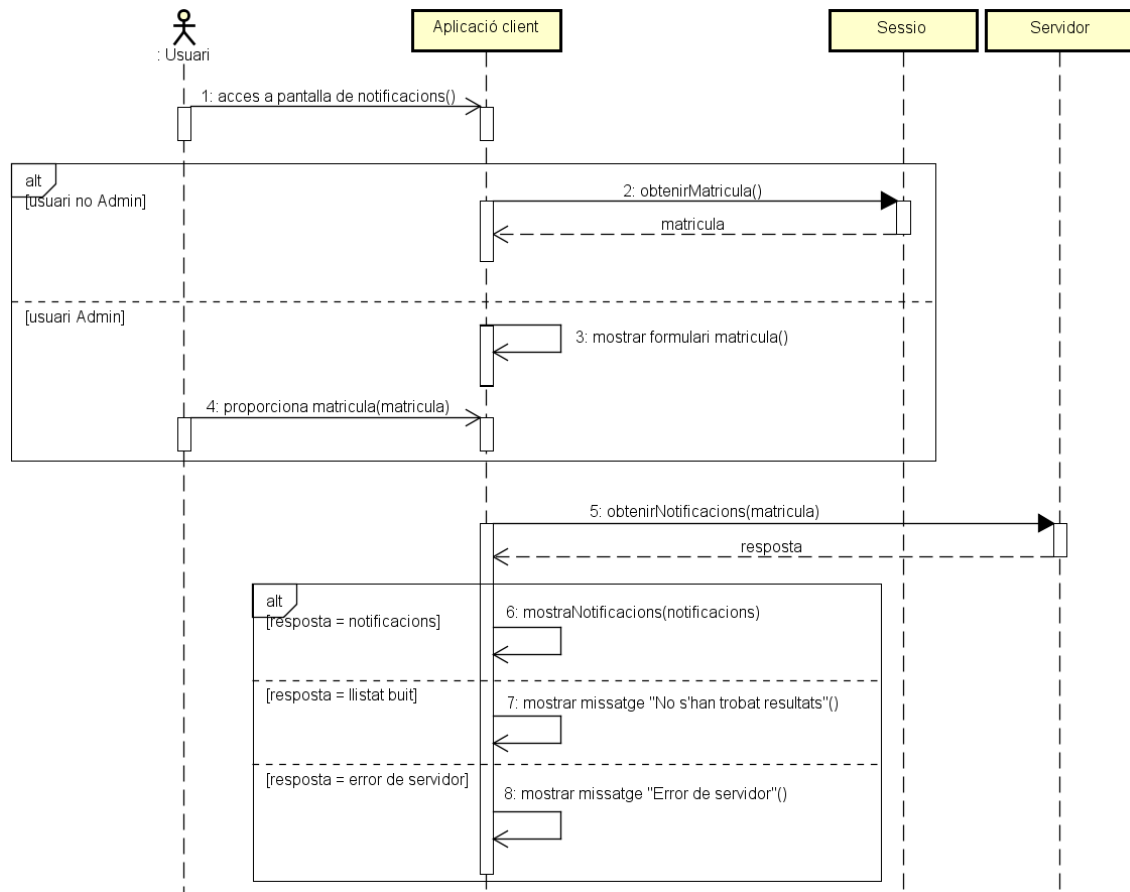 : Usuari
Aplicació client
Sessio
Servidor
1: acces a pantalla de notificacions()
alt
[usuari no Admin]
2: obtenirMatricula()
matricula
[usuari Admin]
3: mostrar formulari matricula()
4: proporciona matricula(matricula)
5: obtenirNotificacions(matricula)
resposta
alt
[resposta = notificacions]
6: mostraNotificacions(notificacions)
[resposta = llistat buit]
7: mostrar missatge "No s'han trobat resultats"()
[resposta = error de servidor]
8: mostrar missatge "Error de servidor"()